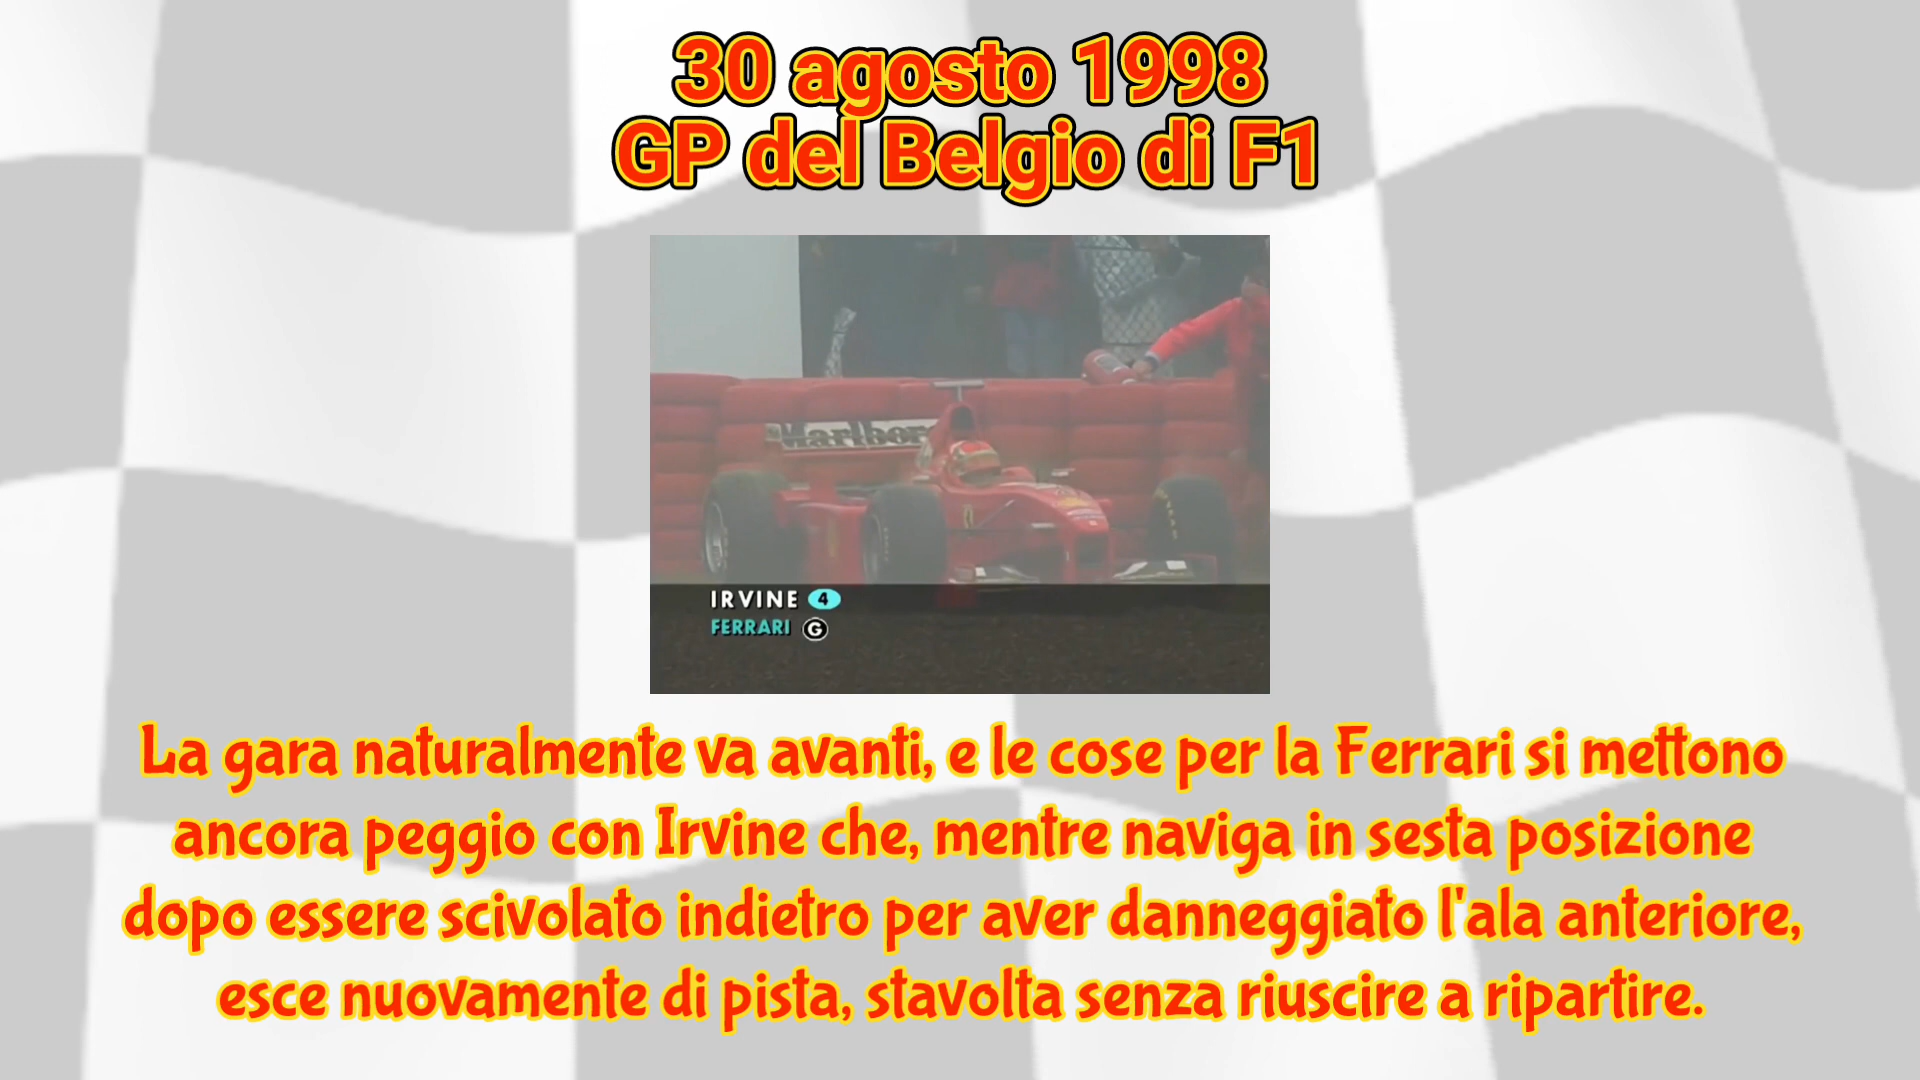 30 agosto 1998
GP del Belgio di F1
Marlboro
IRVINE 4
FERRARI G
La gara naturalmente va avanti, e le cose per la Ferrari si mettono
ancora peggio con Irvine che, mentre naviga in sesta posizione
dopo essere scivolato indietro per aver danneggiato l'ala anteriore,
esce nuovamente di pista, stavolta senza riuscire a ripartire.